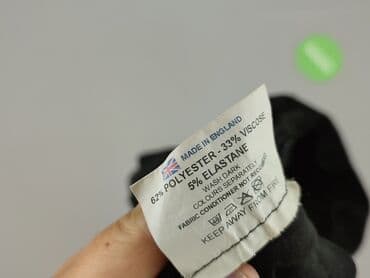 MADE IN ENGLAND
62% POLYESTER - 33% VISCOSE
5% ELASTANE
WASH DARK
COLOURS SEPARATELY
FABRIC CONDITIONER NOT RECOMMENDED
KEEP AWAY FROM FIRE